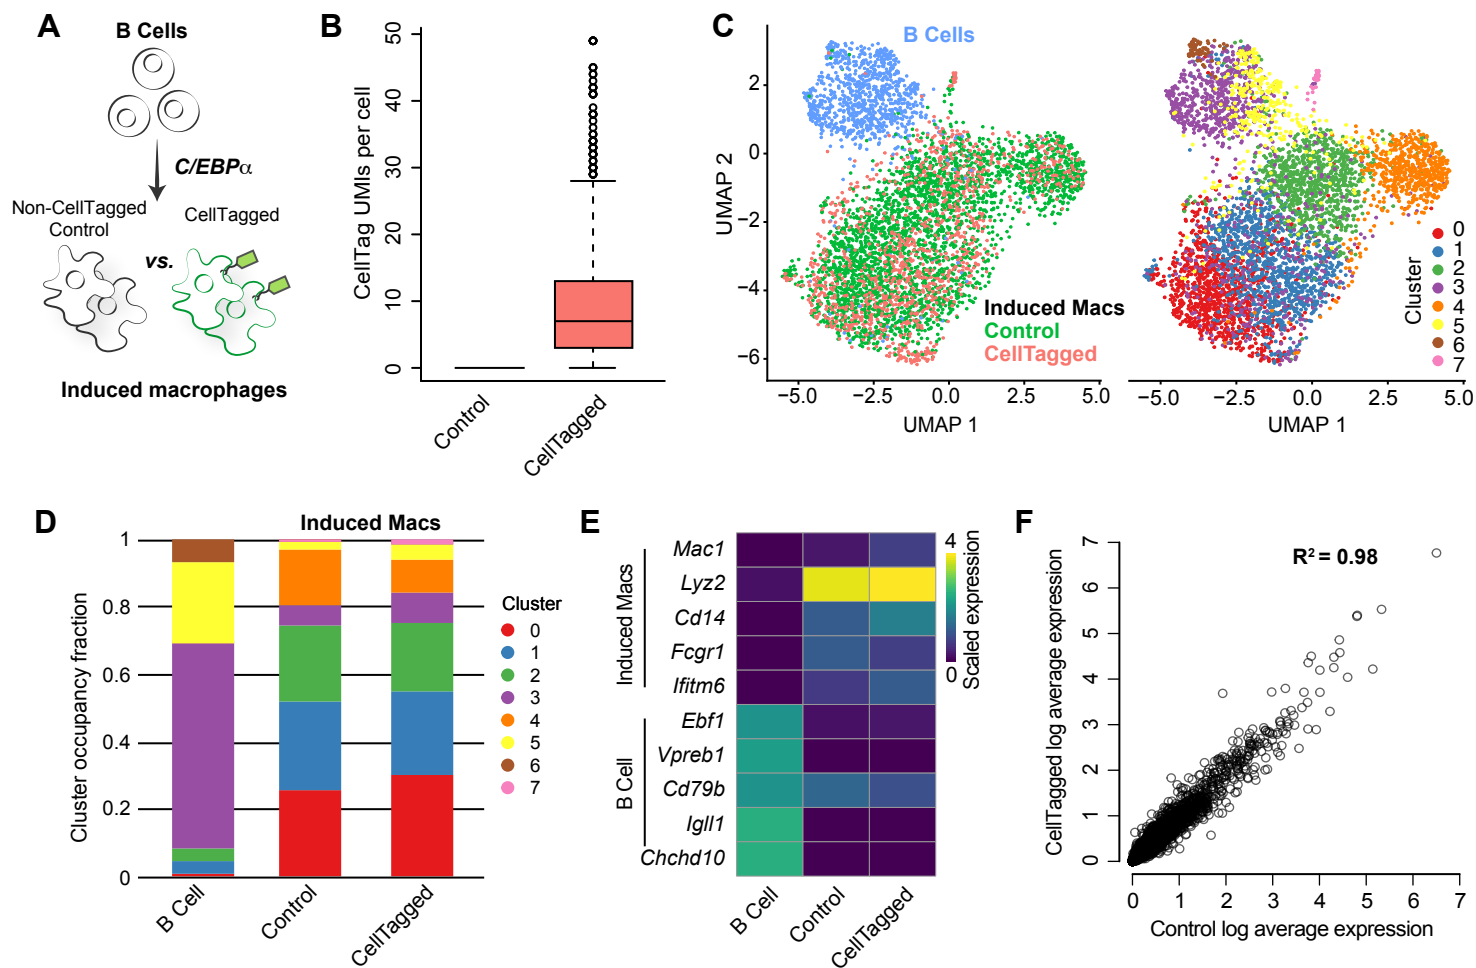 A
B Cells
C/EBPα
Non-CellTagged
Control
CellTagged
vs.
Induced macrophages
B
CellTag UMIs per cell
50
40
30
20
10
0
Control
CellTagged
C
B Cells
UMAP 2
2
0
−2
−4
−6
Induced Macs
Control
CellTagged
−5.0
−2.5
0.0
2.5
5.0
UMAP 1
Cluster
0
1
2
3
4
5
6
7
−5.0
−2.5
0.0
2.5
5.0
UMAP 1
D
Induced Macs
Cluster occupancy fraction
1
0.8
0.6
0.4
0.2
0
B Cell
Control
CellTagged
Cluster
0
1
2
3
4
5
6
7
E
Induced Macs
Mac1
Lyz2
Cd14
Fcgr1
Ifitm6
B Cell
Ebf1
Vpreb1
Cd79b
Igll1
Chchd10
B Cell
Control
CellTagged
4
0
Scaled expression
F
R² = 0.98
CellTagged log average expression
7
6
5
4
3
2
1
0
0
1
2
3
4
5
6
7
Control log average expression